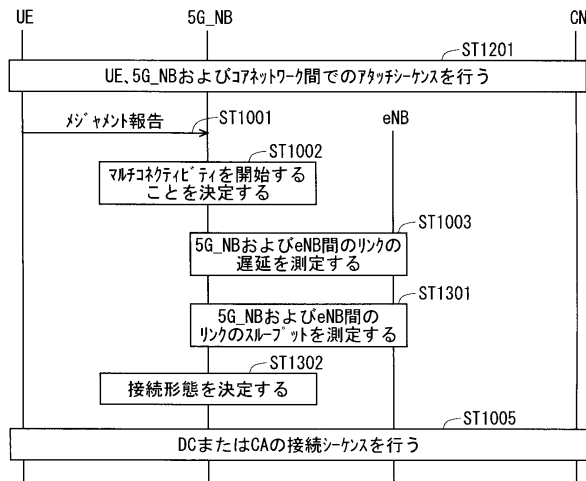 UE
5G_NB
CN
ST1201
UE､5G_NBおよびコアネットワーク間でのアタッチシーケンスを行う
メジャメント報告
ST1001
eNB
ST1002
マルチコネクティビティを開始する
ことを決定する
ST1003
5G_NBおよびeNB間のリンクの
遅延を測定する
ST1301
5G_NBおよびeNB間の
リンクのスループットを測定する
ST1302
接続形態を決定する
ST1005
DCまたはCAの接続シーケンスを行う